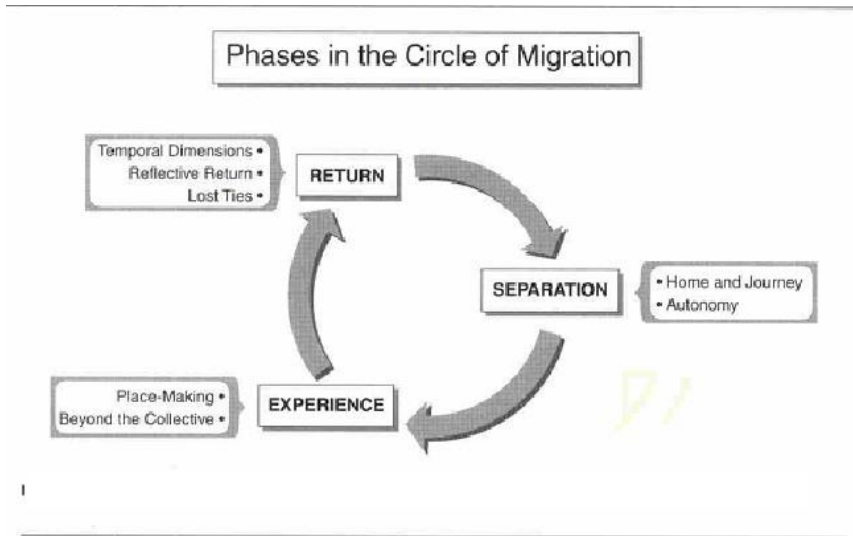 Phases in the Circle of Migration
Temporal Dimensions •
Reflective Return •
Lost Ties •
RETURN
SEPARATION
• Home and Journey
• Autonomy
Place-Making •
Beyond the Collective •
EXPERIENCE